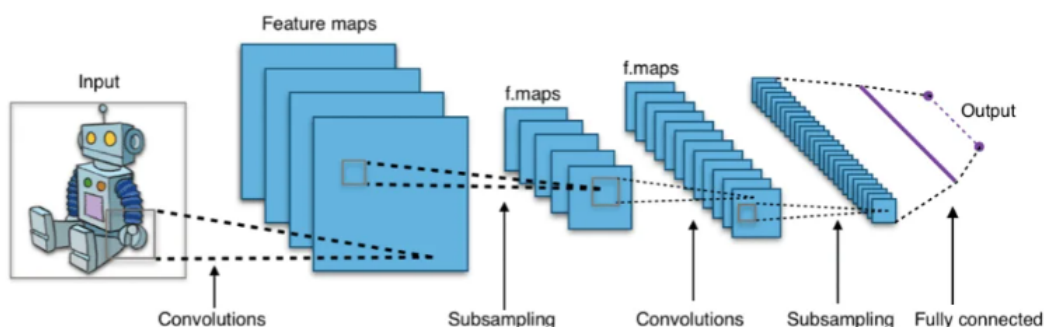 Feature maps
Input
f.maps
f.maps
Output
Convolutions
Subsampling
Convolutions
Subsampling
Fully connected